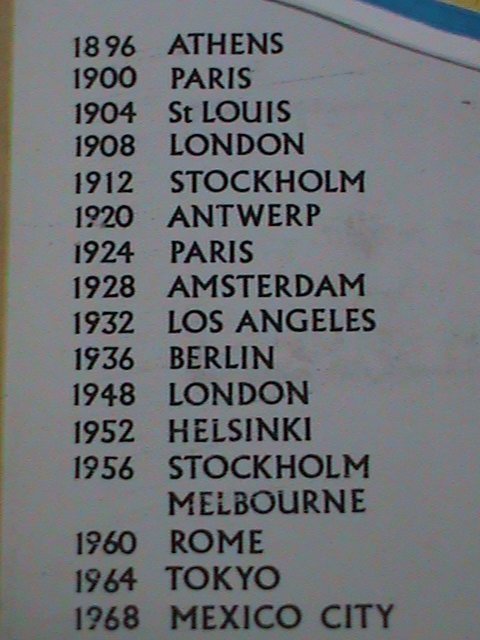 1896 ATHENS
1900 PARIS
1904 St LOUIS
1908 LONDON
1912 STOCKHOLM
1920 ANTWERP
1924 PARIS
1928 AMSTERDAM
1932 LOS ANGELES
1936 BERLIN
1948 LONDON
1952 HELSINKI
1956 STOCKHOLM
MELBOURNE
1960 ROME
1964 TOKYO
1968 MEXICO CITY